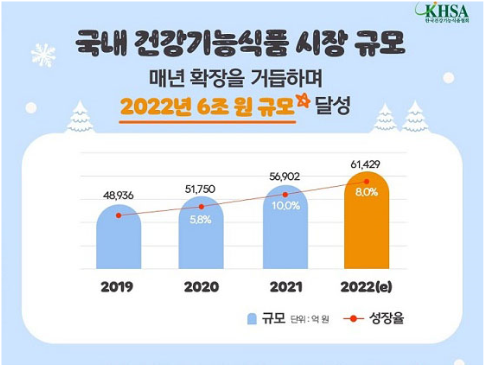 KHSA
한국건강기능식품협회
국내 건강기능식품 시장 규모
매년 확장을 거듭하며
2022년 6조 원 규모 달성
48,936
51,750
56,902
61,429
5.8%
10.0%
8.0%
2019 2020 2021 2022(e)
규모 단위 : 억 원 성장율